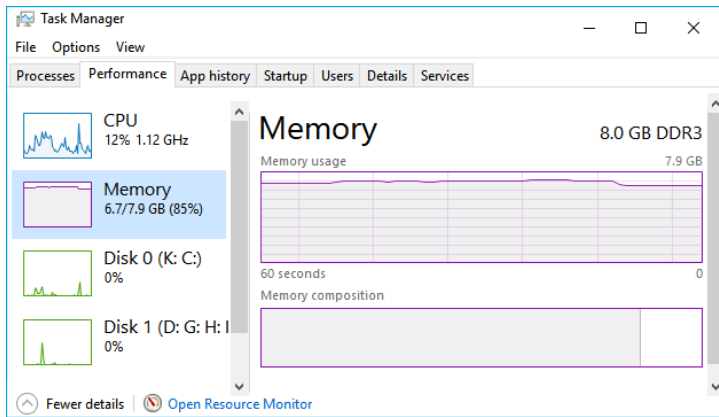 Task Manager
File Options View
Processes Performance App history Startup Users Details Services
CPU
12% 1.12 GHz
Memory
6.7/7.9 GB (85%)
Disk 0 (K: C:)
0%
Disk 1 (D: G: H: I
0%
Memory 8.0 GB DDR3
Memory usage 7.9 GB
60 seconds 0
Memory composition
Fewer details Open Resource Monitor